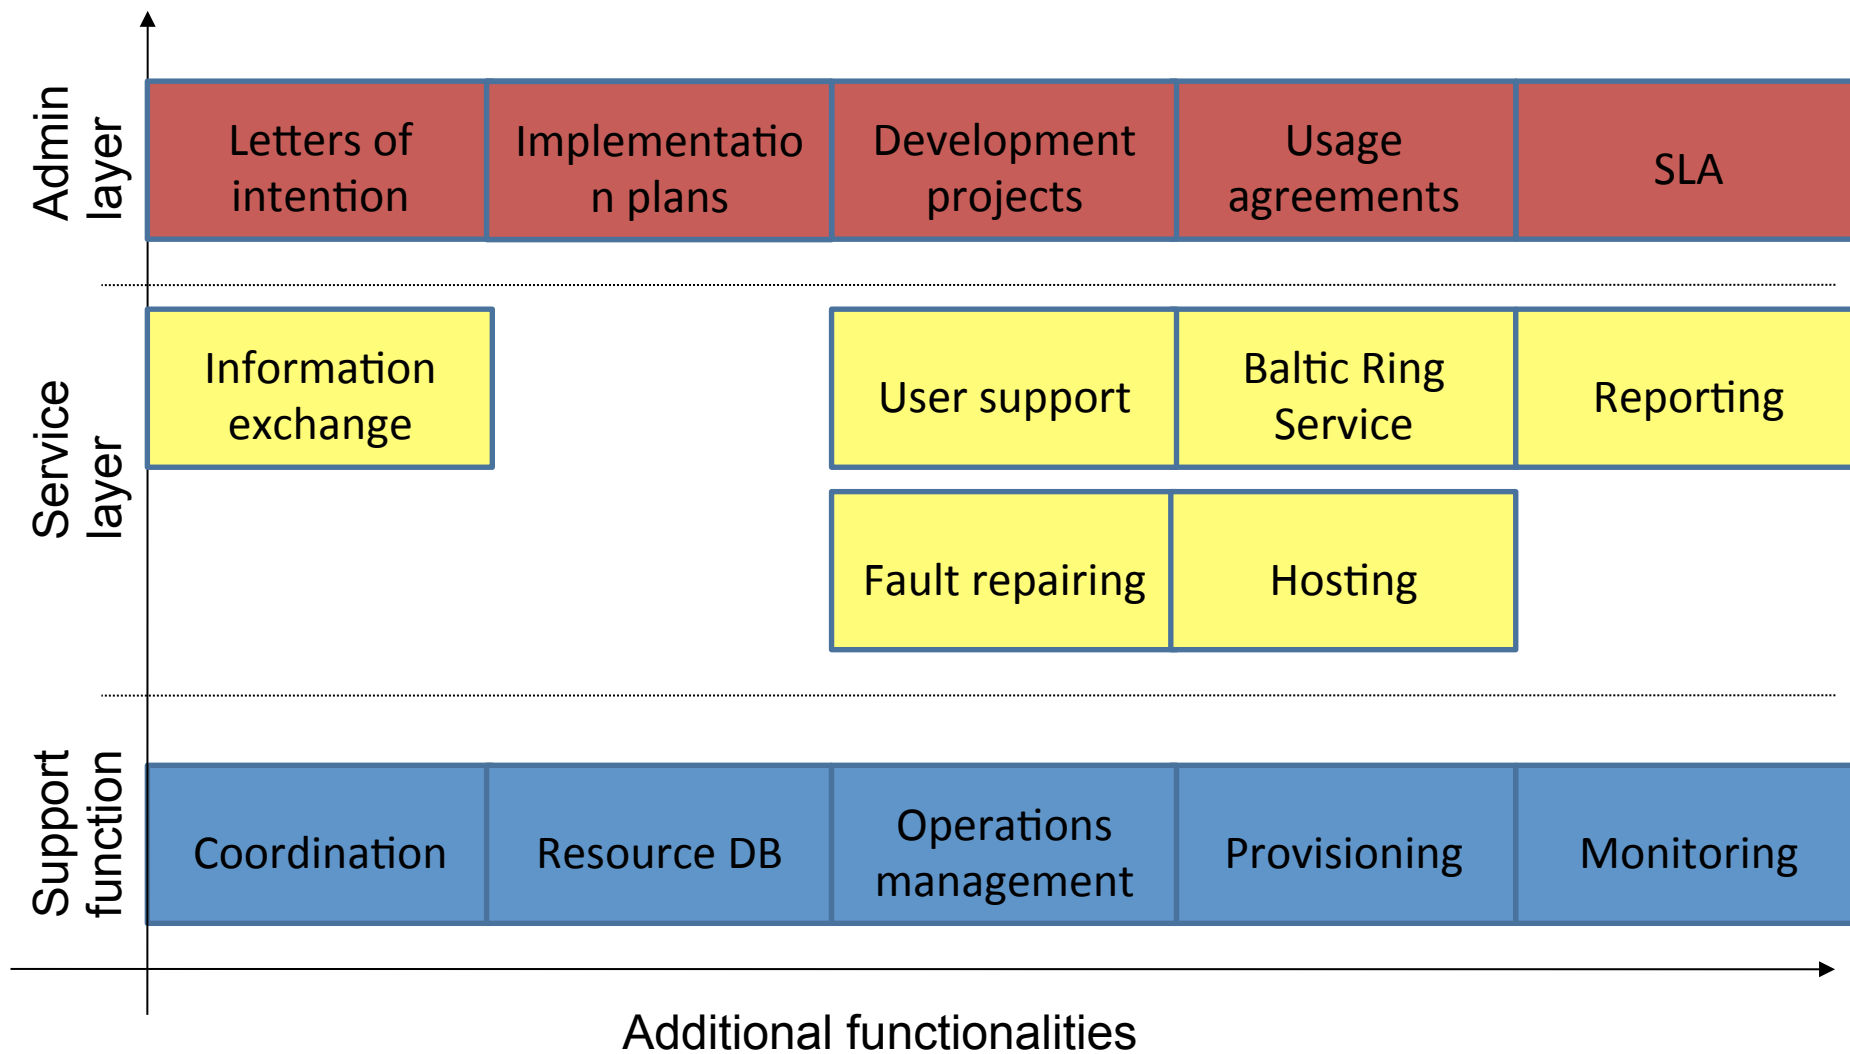 Admin
layer
Letters of
intention
Implementatio
n plans
Development
projects
Usage
agreements
SLA
Service
layer
Information
exchange
User support
Baltic Ring
Service
Reporting
Fault repairing
Hosting
Support
function
Coordination
Resource DB
Operations
management
Provisioning
Monitoring
Additional functionalities